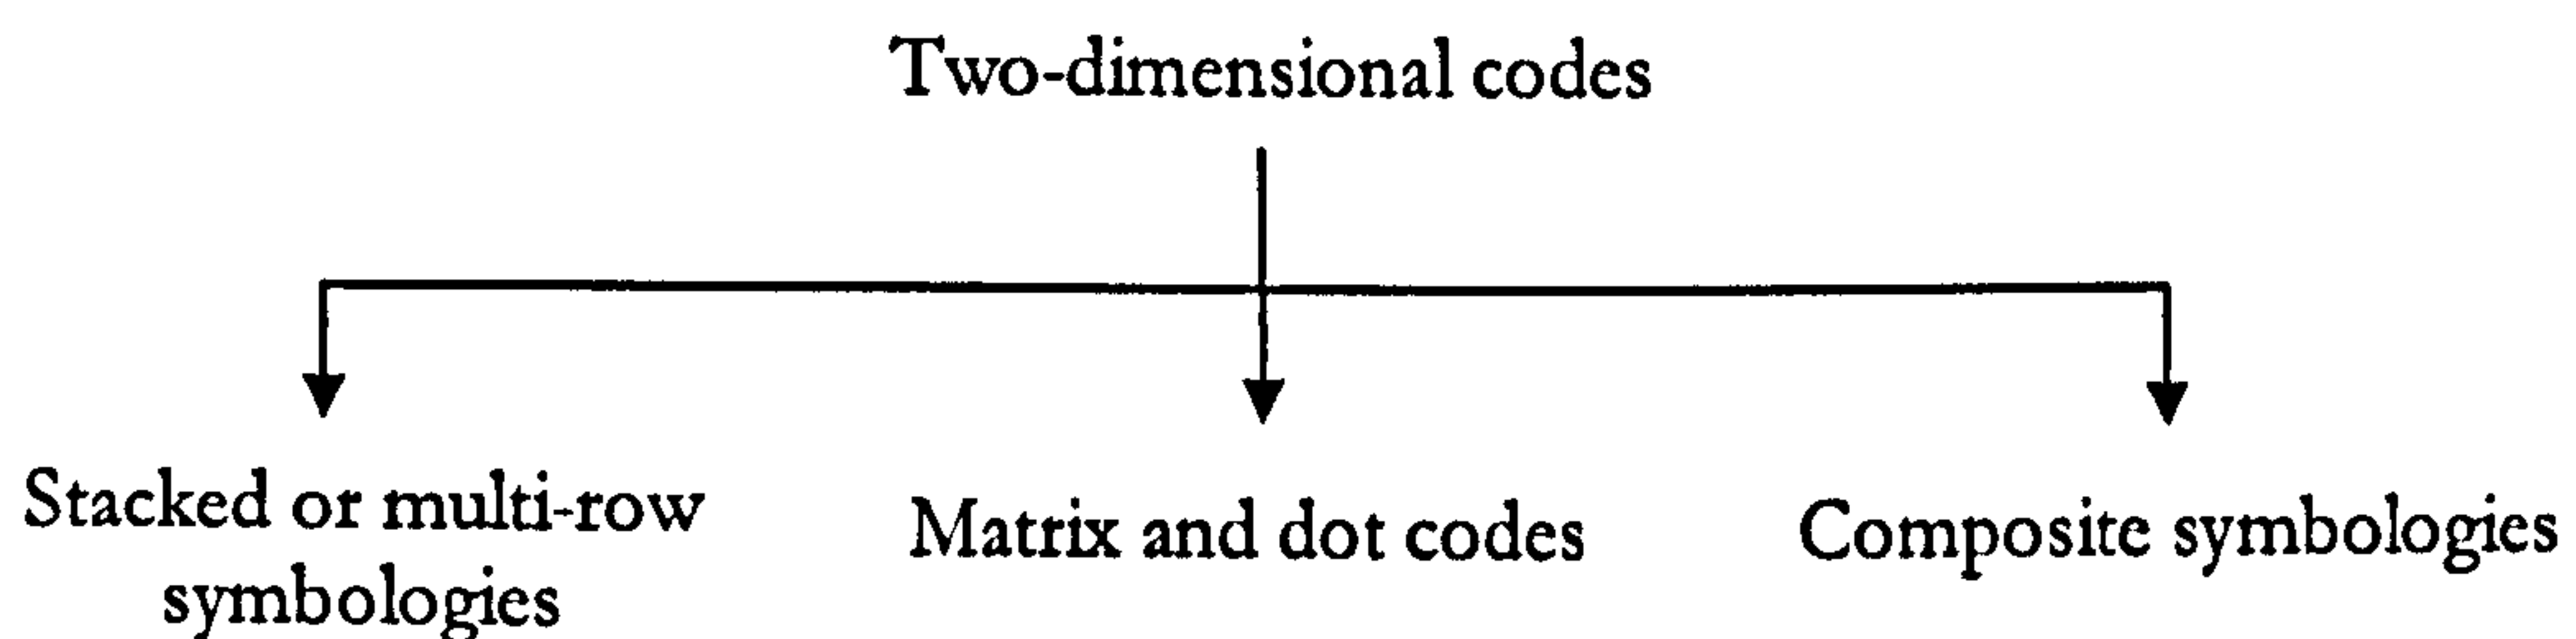 Two-dimensional codes
Stacked or multi-row
symbologies
Matrix and dot codes
Composite symbologies